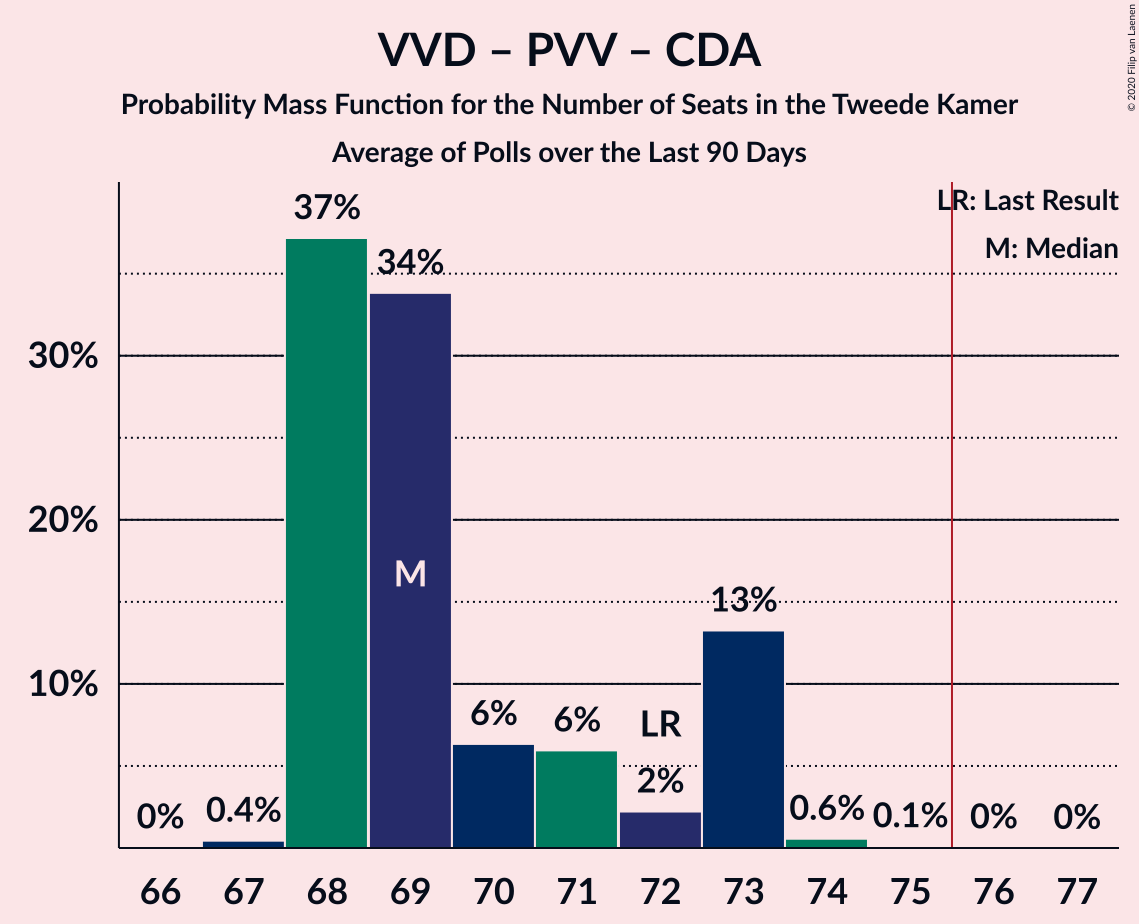 VVD – PVV – CDA
Probability Mass Function for the Number of Seats in the Tweede Kamer
Average of Polls over the Last 90 Days
© 2020 Filip van Laenen
LR: Last Result
M: Median
37%
34%
30%
M
20%
13%
10%
6%
6%
LR
2%
0%
0.4%
0.6%
0.1%
0%
0%
66 67 68 69 70 71 72 73 74 75 76 77